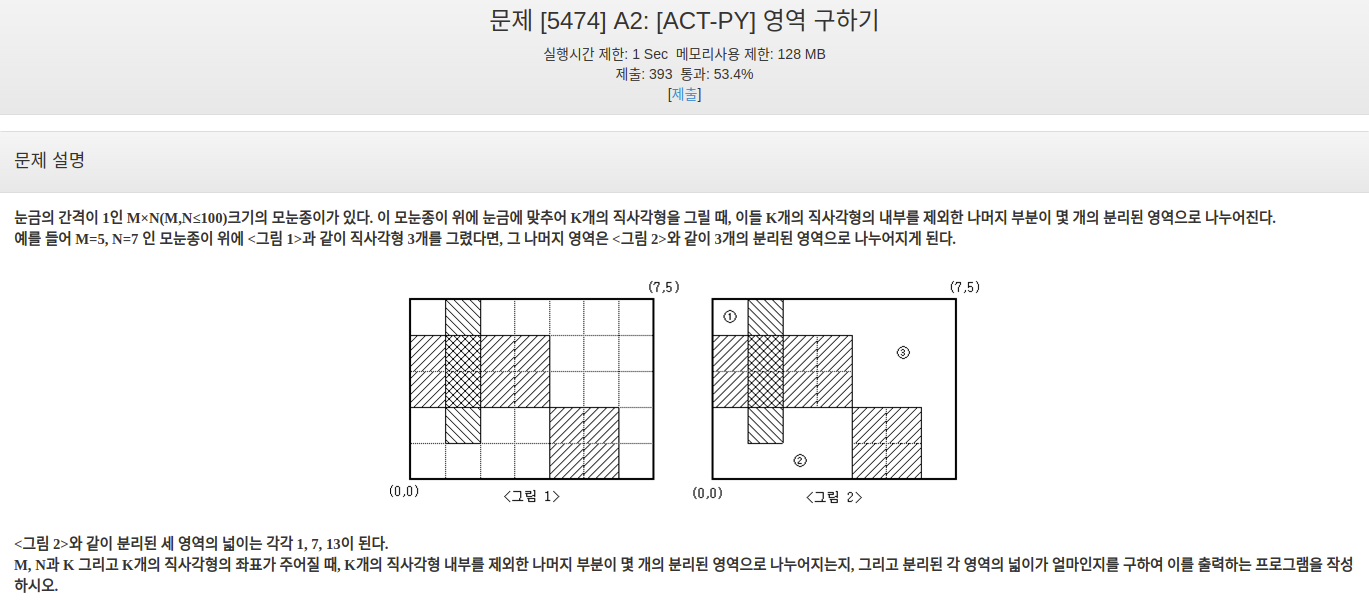 문제 [5474] A2: [ACT-PY] 영역 구하기
실행시간 제한: 1 Sec  메모리사용 제한: 128 MB
제출: 393  통과: 53.4%
[제출]
문제 설명
눈금의 간격이 1인 M×N(M,N≤100)크기의 모눈종이가 있다. 이 모눈종이 위에 눈금에 맞추어 K개의 직사각형을 그릴 때, 이들 K개의 직사각형의 내부를 제외한 나머지 부분이 몇 개의 분리된 영역으로 나누어진다.
예를 들어 M=5, N=7 인 모눈종이 위에 <그림 1>과 같이 직사각형 3개를 그렸다면, 그 나머지 영역은 <그림 2>와 같이 3개의 분리된 영역으로 나누어지게 된다.
(7,5) (7,5)
①
③
②
(0,0) <그림 1> (0,0) <그림 2>
<그림 2>와 같이 분리된 세 영역의 넓이는 각각 1, 7, 13이 된다.
M, N과 K 그리고 K개의 직사각형의 좌표가 주어질 때, K개의 직사각형 내부를 제외한 나머지 부분이 몇 개의 분리된 영역으로 나누어지는지, 그리고 분리된 각 영역의 넓이가 얼마인지를 구하여 이를 출력하는 프로그램을 작성
하시오.